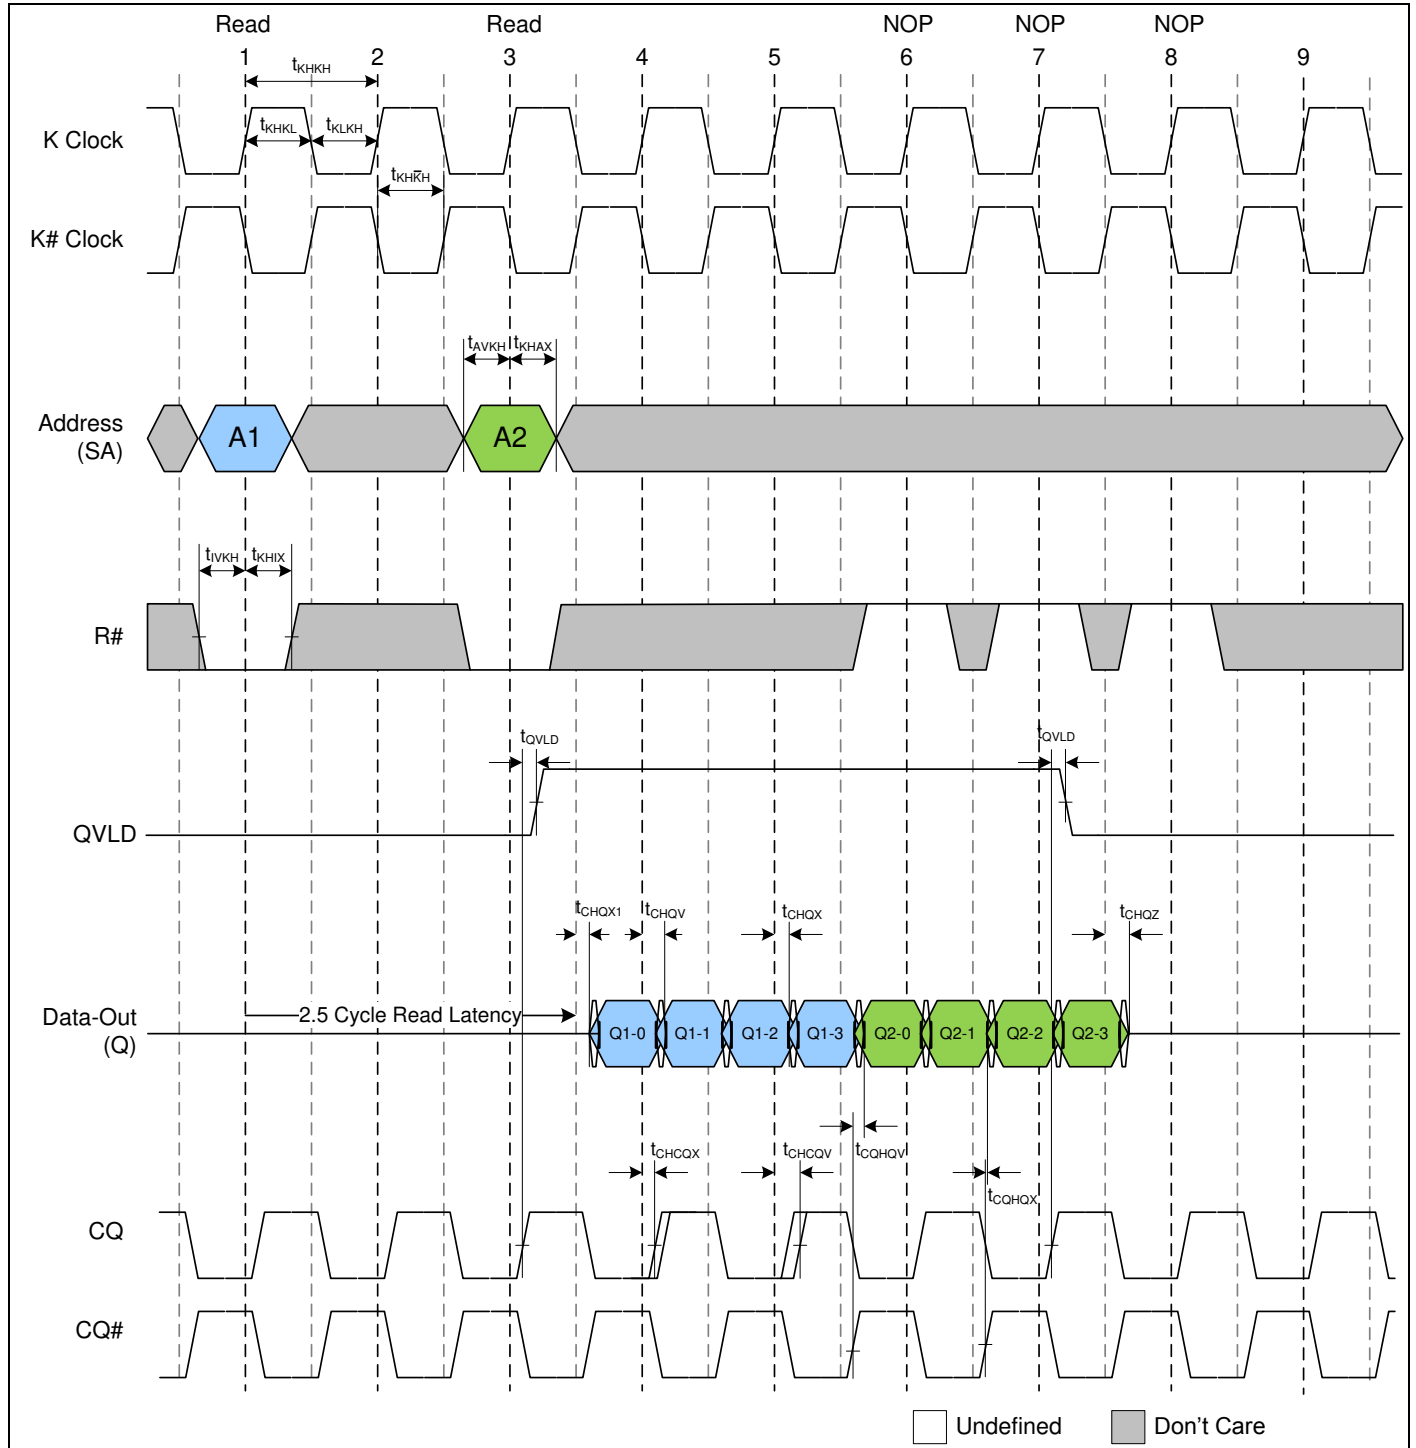 Read Read NOP NOP NOP
1 2 3 4 5 6 7 8 9
tKHKH
K Clock
tKHKL tKLKH
tKHK̄H
K# Clock
tAVKH tKHAX
Address
(SA)
A1 A2
tIVKH tKHIX
R#
tQVLD tQVLD
QVLD
tCHQX1 tCHQV tCHQX tCHQZ
Data-Out
(Q)
2.5 Cycle Read Latency
Q1-0 Q1-1 Q1-2 Q1-3 Q2-0 Q2-1 Q2-2 Q2-3
tCHCQX tCHCQV tCQHQV
tCQHQX
CQ
CQ#
Undefined Don't Care